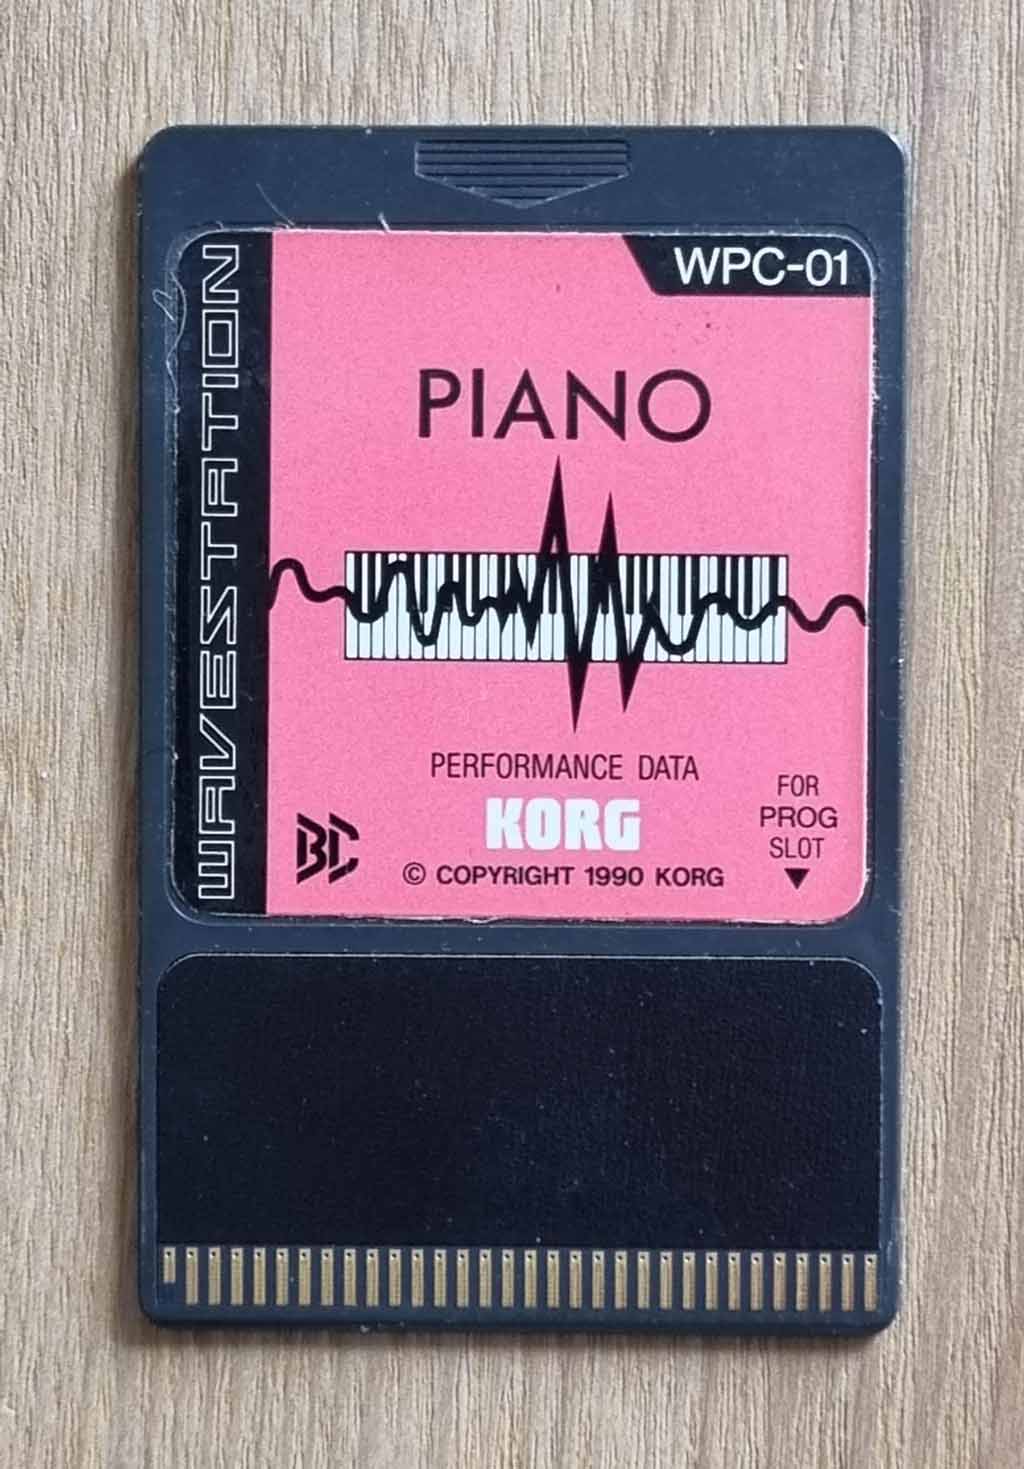 WAVESTATION
WPC-01
PIANO
PERFORMANCE DATA
KORG
© COPYRIGHT 1990 KORG
BC
FOR
PROG
SLOT